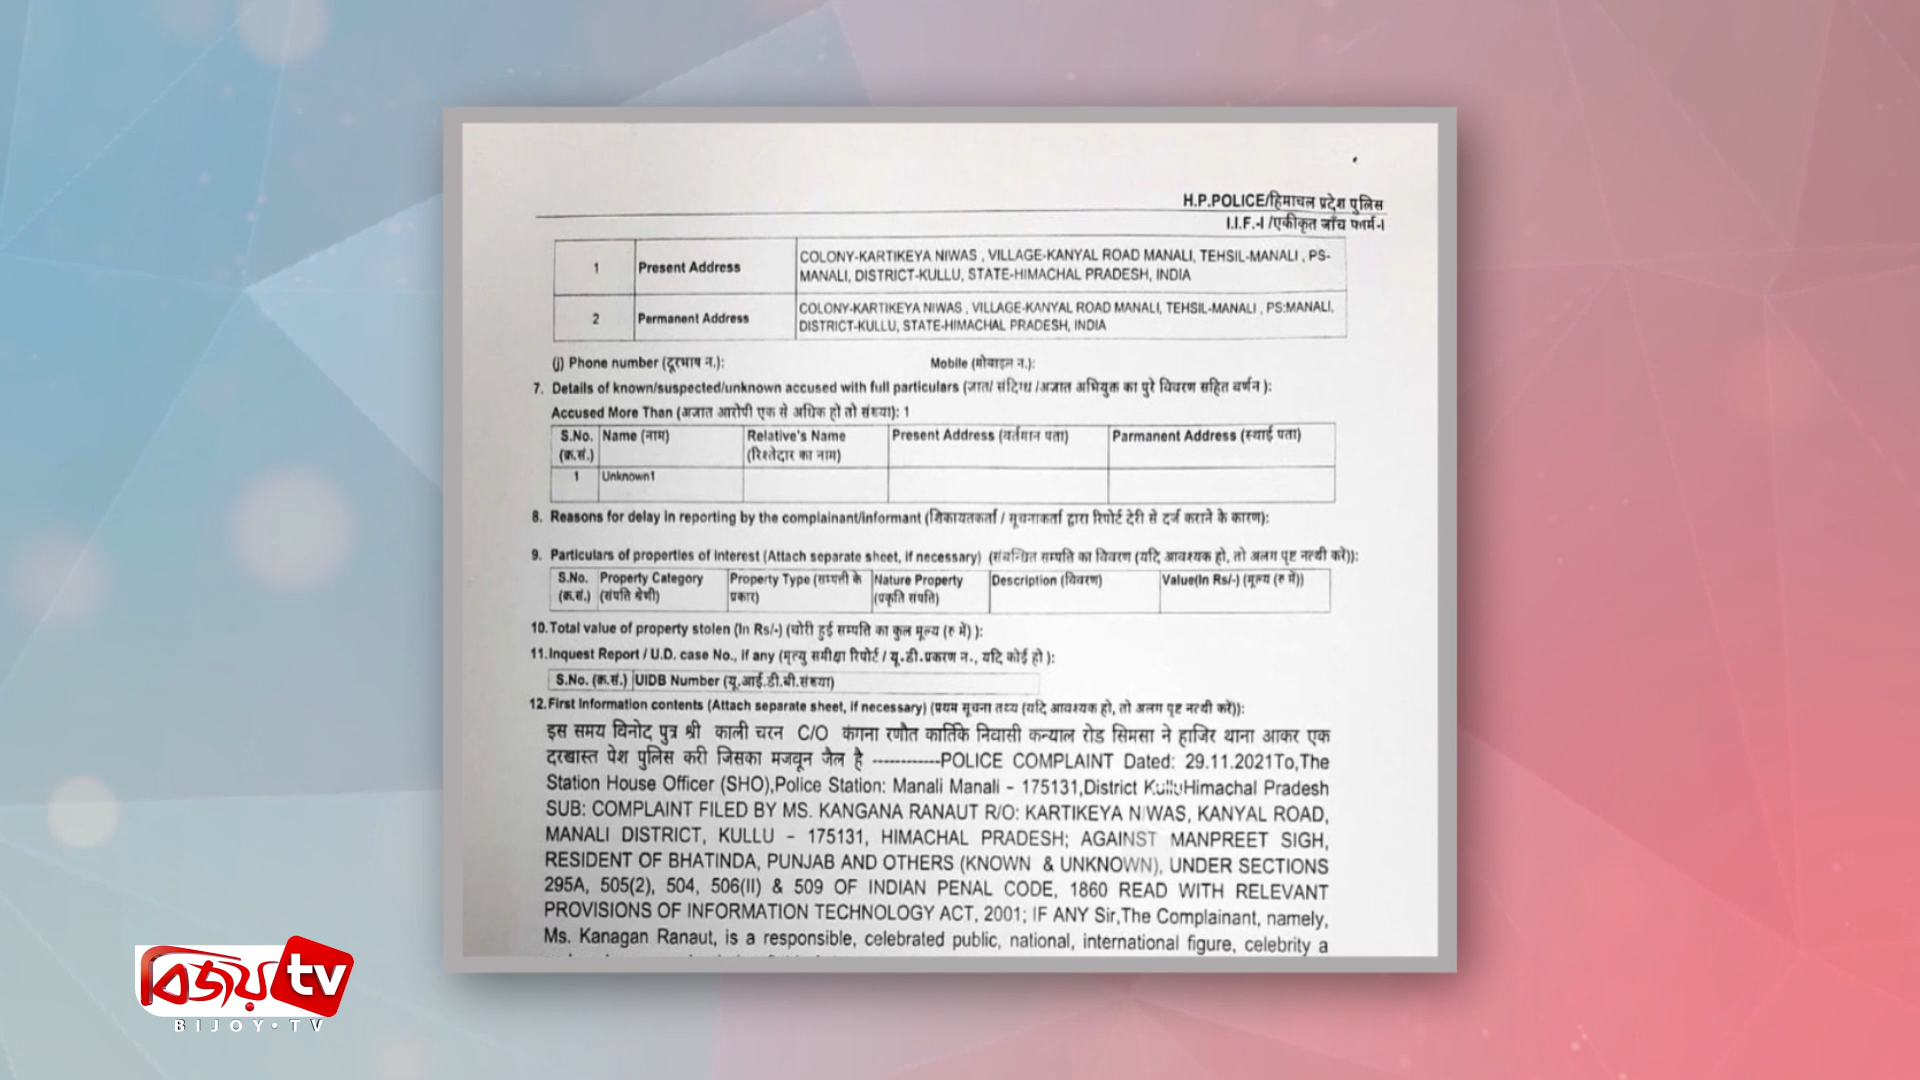 H.P.POLICE/हिमाचल प्रदेश पुलिस
I.I.F.-I /एकीकृत जाँच फार्म-I
1 Present Address COLONY-KARTIKEYA NIWAS , VILLAGE-KANYAL ROAD MANALI, TEHSIL-MANALI , PS-
MANALI, DISTRICT-KULLU, STATE-HIMACHAL PRADESH, INDIA
2 Permanent Address COLONY-KARTIKEYA NIWAS , VILLAGE-KANYAL ROAD MANALI, TEHSIL-MANALI , PS:MANALI,
DISTRICT-KULLU, STATE-HIMACHAL PRADESH, INDIA
(j) Phone number (दूरभाष न.): Mobile (मोबाइल न.):
7. Details of known/suspected/unknown accused with full particulars (ज्ञात/ संदिग्ध /अज्ञात अभियुक्त का पुरे विवरण सहित वर्णन ):
Accused More Than (अज्ञात आरोपी एक से अधिक हो तो संख्या): 1
S.No. Name (नाम) Relative's Name Present Address (वर्तमान पता) Parmanent Address (स्थाई पता)
(क्र.सं.) (रिश्तेदार का नाम)
1 Unknown1
8. Reasons for delay in reporting by the complainant/informant (शिकायतकर्ता / सूचनाकर्ता द्वारा रिपोर्ट देरी से दर्ज कराने के कारण):
9. Particulars of properties of interest (Attach separate sheet, if necessary) (संबन्धित सम्पति का विवरण (यदि आवश्यक हो, तो अलग पृष्ट नत्थी करें)):
S.No. Property Category Property Type (सम्पत्ती के Nature Property Description (विवरण) Value(In Rs/-) (मूल्य (रु में))
(क्र.सं.) (संपति श्रेणी) प्रकार) (प्रकृति संपति)
10.Total value of property stolen (In Rs/-) (चोरी हुई सम्पति का कुल मूल्य (रु में) ):
11.Inquest Report / U.D. case No., if any (मृत्यु समीक्षा रिपोर्ट / यू.डी.प्रकरण न., यदि कोई हो ):
S.No. (क्र.सं.) UIDB Number (यू.आई.डी.बी.संख्या)
12.First Information contents (Attach separate sheet, if necessary) (प्रथम सूचना तथ्य (यदि आवश्यक हो, तो अलग पृष्ट नत्थी करें)):
इस समय विनोद पुत्र श्री काली चरन C/O कंगना रणौत कार्तिके निवासी कन्याल रोड सिमसा ने हाजिर थाना आकर एक
दरखास्त पेश पुलिस करी जिसका मजवून जैल है ------------POLICE COMPLAINT Dated: 29.11.2021To,The
Station House Officer (SHO),Police Station: Manali Manali - 175131,District KulluHimachal Pradesh
SUB: COMPLAINT FILED BY MS. KANGANA RANAUT R/O: KARTIKEYA NIWAS, KANYAL ROAD,
MANALI DISTRICT, KULLU - 175131, HIMACHAL PRADESH; AGAINST MANPREET SIGH,
RESIDENT OF BHATINDA, PUNJAB AND OTHERS (KNOWN & UNKNOWN), UNDER SECTIONS
295A, 505(2), 504, 506(II) & 509 OF INDIAN PENAL CODE, 1860 READ WITH RELEVANT
PROVISIONS OF INFORMATION TECHNOLOGY ACT, 2001; IF ANY Sir,The Complainant, namely,
Ms. Kanagan Ranaut, is a responsible, celebrated public, national, international figure, celebrity a
বিজয় tv
BIJOY•TV